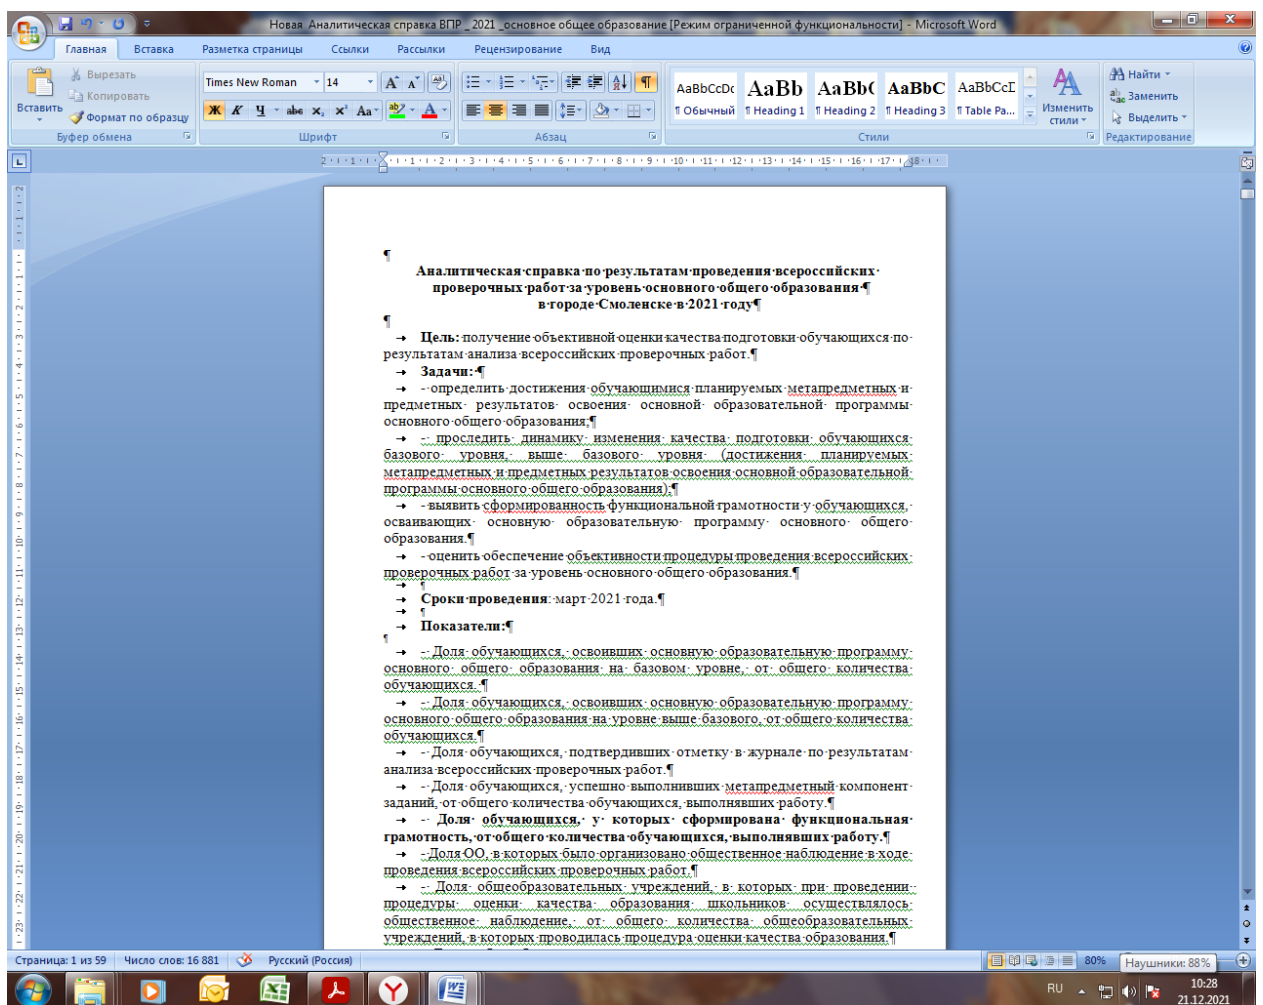 Новая Аналитическая справка ВПР _ 2021 _основное общее образование [Режим ограниченной функциональности] - Microsoft Word
Главная Вставка Разметка страницы Ссылки Рассылки Рецензирование Вид
Вставить
Вырезать
Копировать
Формат по образцу
Буфер обмена
Times New Roman 14
Ж К Ч abc x₂ x² Aa
Шрифт
Абзац
AaBbCcDc AaBb AaBb( AaBbC AaBbCcI
¶ Обычный ¶ Heading 1 ¶ Heading 2 ¶ Heading 3 ¶ Table Pa...
Изменить стили
Стили
Найти
Заменить
Выделить
Редактирование
Аналитическая справка по результатам проведения всероссийских
проверочных работ за уровень основного общего образования ¶
в городе Смоленске в 2021 году¶
Цель: получение объективной оценки качества подготовки обучающихся по
результатам анализа всероссийских проверочных работ.¶
Задачи: ¶
- определить достижения обучающимися планируемых метапредметных и
предметных результатов освоения основной образовательной программы
основного общего образования;¶
- проследить динамику изменения качества подготовки обучающихся
базового уровня, выше базового уровня (достижения планируемых
метапредметных и предметных результатов освоения основной образовательной
программы основного общего образования);¶
- выявить сформированность функциональной грамотности у обучающихся,
осваивающих основную образовательную программу основного общего
образования.¶
- оценить обеспечение объективности процедуры проведения всероссийских
проверочных работ за уровень основного общего образования.¶
Сроки проведения: март 2021 года.¶
Показатели:¶
- Доля обучающихся, освоивших основную образовательную программу
основного общего образования на базовом уровне, от общего количества
обучающихся. ¶
- Доля обучающихся, освоивших основную образовательную программу
основного общего образования на уровне выше базового, от общего количества
обучающихся.¶
- Доля обучающихся, подтвердивших отметку в журнале по результатам
анализа всероссийских проверочных работ.¶
- Доля обучающихся, успешно выполнивших метапредметный компонент
заданий, от общего количества обучающихся, выполнявших работу.¶
- Доля обучающихся, у которых сформирована функциональная
грамотность, от общего количества обучающихся, выполнявших работу.¶
- Доля ОО, в которых было организовано общественное наблюдение в ходе
проведения всероссийских проверочных работ.¶
- Доля общеобразовательных учреждений, в которых при проведении
процедуры оценки качества образования школьников осуществлялось
общественное наблюдение, от общего количества общеобразовательных
учреждений, в которых проводилась процедура оценки качества образования.¶
Страница: 1 из 59 Число слов: 16 881 Русский (Россия) 80%
Наушники: 88%
RU 10:28
21.12.2021